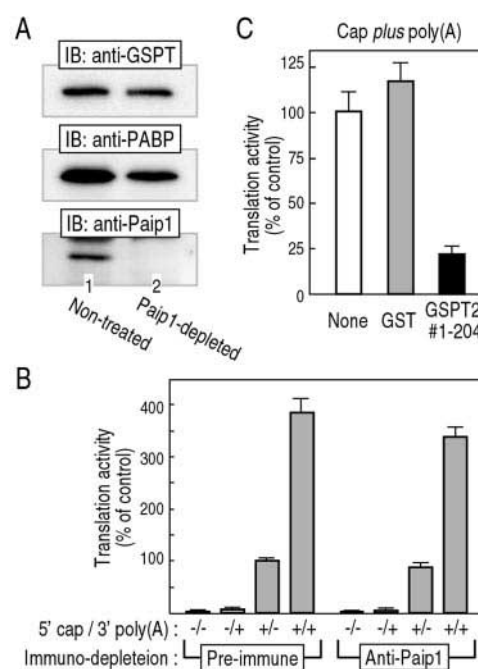 A
IB: anti-GSPT
IB: anti-PABP
IB: anti-Paip1
1 2
Non-treated
Paip1-depleted
C
Cap plus poly(A)
Translation activity
(% of control)
125
100
75
50
25
0
None GST GSPT2
#1-204
B
Translation activity
(% of control)
400
300
200
100
5' cap / 3' poly(A) : -/- -/+ +/- +/+ -/- -/+ +/- +/+
Immuno-depleteion : Pre-immune Anti-Paip1